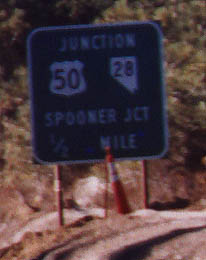 JUNCTION
50 28
SPOONER JCT
1/2 MILE